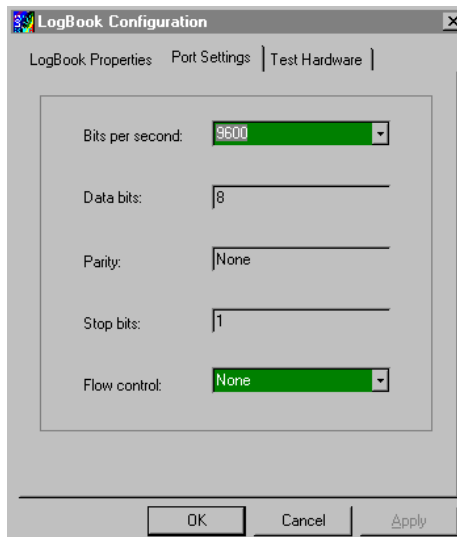 LogBook Configuration
LogBook Properties Port Settings Test Hardware
Bits per second: 9600
Data bits: 8
Parity: None
Stop bits: 1
Flow control: None
OK Cancel Apply